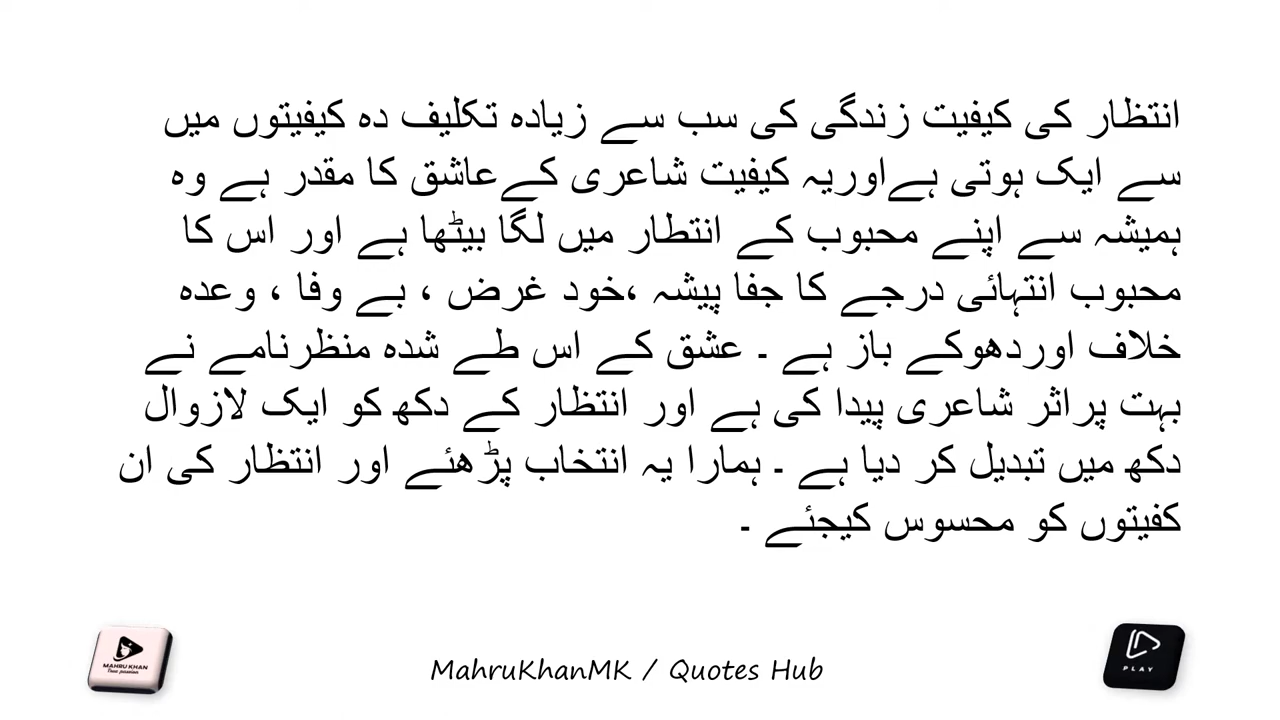 انتظار کی کیفیت زندگی کی سب سے زیادہ تکلیف دہ کیفیتوں میں
سے ایک ہوتی ہےاوریہ کیفیت شاعری کےعاشق کا مقدر ہے وہ
ہمیشہ سے اپنے محبوب کے انتطار میں لگا بیٹھا ہے اور اس کا
محبوب انتہائی درجے کا جفا پیشہ ،خود غرض ، بے وفا ، وعدہ
خلاف اوردھوکے باز ہے ۔ عشق کے اس طے شدہ منظرنامے نے
بہت پراثر شاعری پیدا کی ہے اور انتظار کے دکھ کو ایک لازوال
دکھ میں تبدیل کر دیا ہے ۔ ہمارا یہ انتخاب پڑھئے اور انتظار کی ان
کفیتوں کو محسوس کیجئے ۔
MAHRU KHAN
True passion
MahruKhanMK / Quotes Hub
PLAY